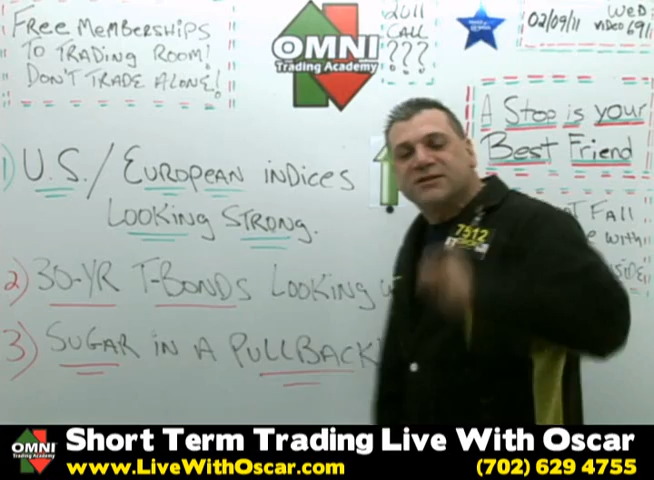 FREE MEMBERSHIPS
TO TRADING ROOM!
DON'T TRADE ALONE!
OMNI
Trading Academy
2011
CALL
???
02/09/11
WED
VIDEO 691
A STOP is your
BEST FRIEND
1) U.S./EUROPEAN INDICES
LOOKING STRONG.
FALL
WITH
2) 30-YR T-BONDS LOOKING
3) SUGAR IN A PULLBACK
7512
OMNI
Trading Academy
Short Term Trading Live With Oscar
www.LiveWithOscar.com
(702) 629 4755